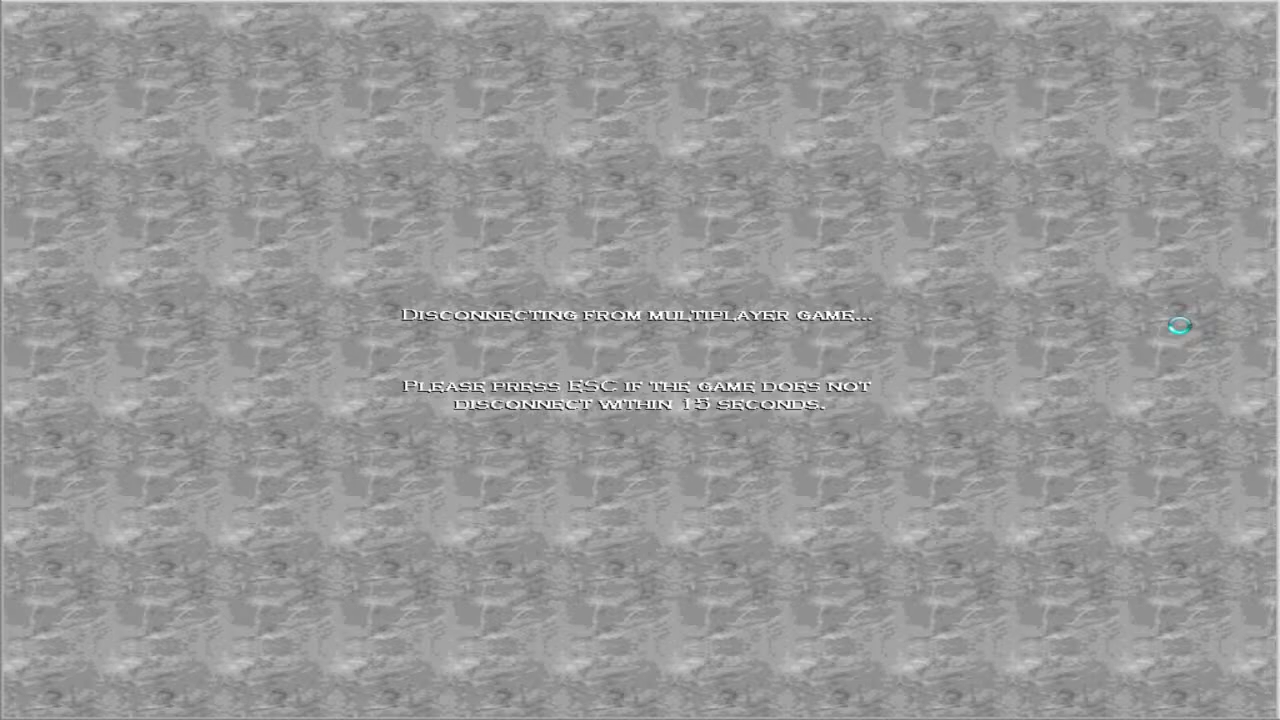 Disconnecting from multiplayer game...
Please press ESC if the game does not
disconnect within 15 seconds.